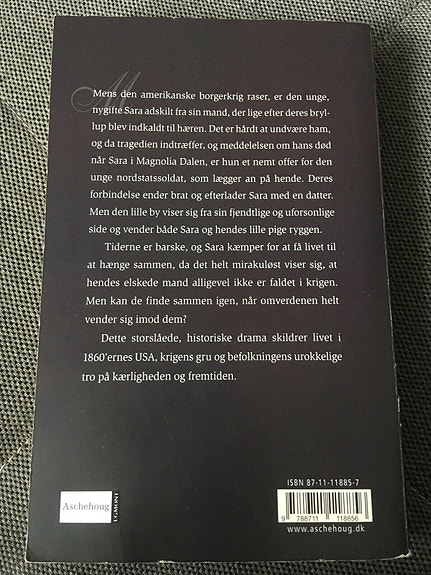 Mens den amerikanske borgerkrig raser, er den unge,
nygifte Sara adskilt fra sin mand, der lige efter deres bryl-
lup blev indkaldt til hæren. Det er hårdt at undvære ham,
og da tragedien indtræffer, og meddelelsen om hans død
når Sara i Magnolia Dalen, er hun et nemt offer for den
unge nordstatssoldat, som lægger an på hende. Deres
forbindelse ender brat og efterlader Sara med en datter.
Men den lille by viser sig fra sin fjendtlige og uforsonlige
side og vender både Sara og hendes lille pige ryggen.
Tiderne er barske, og Sara kæmper for at få livet til
at hænge sammen, da det helt mirakuløst viser sig, at
hendes elskede mand alligevel ikke er faldet i krigen.
Men kan de finde sammen igen, når omverdenen helt
vender sig imod dem?
Dette storslåede, historiske drama skildrer livet i
1860'ernes USA, krigens gru og befolkningens urokkelige
tro på kærligheden og fremtiden.
ISBN 87-11-11885-7
9 788711 118856
www.aschehoug.dk
Aschehoug
EGMONT